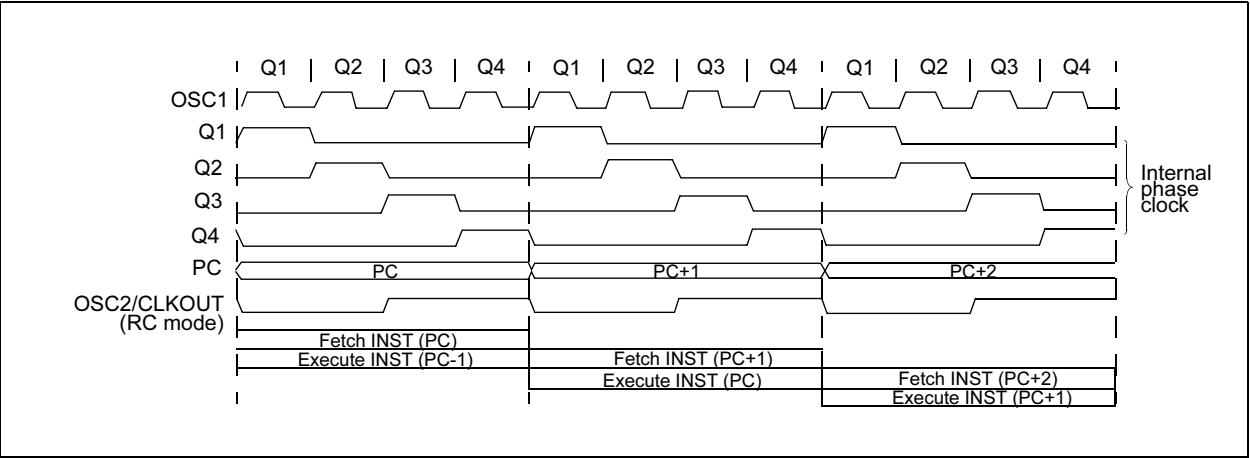 Q1 Q2 Q3 Q4 Q1 Q2 Q3 Q4 Q1 Q2 Q3 Q4
OSC1
Q1
Q2
Q3
Q4
Internal
phase
clock
PC PC PC+1 PC+2
OSC2/CLKOUT
(RC mode)
Fetch INST (PC)
Execute INST (PC-1) Fetch INST (PC+1)
Execute INST (PC) Fetch INST (PC+2)
Execute INST (PC+1)